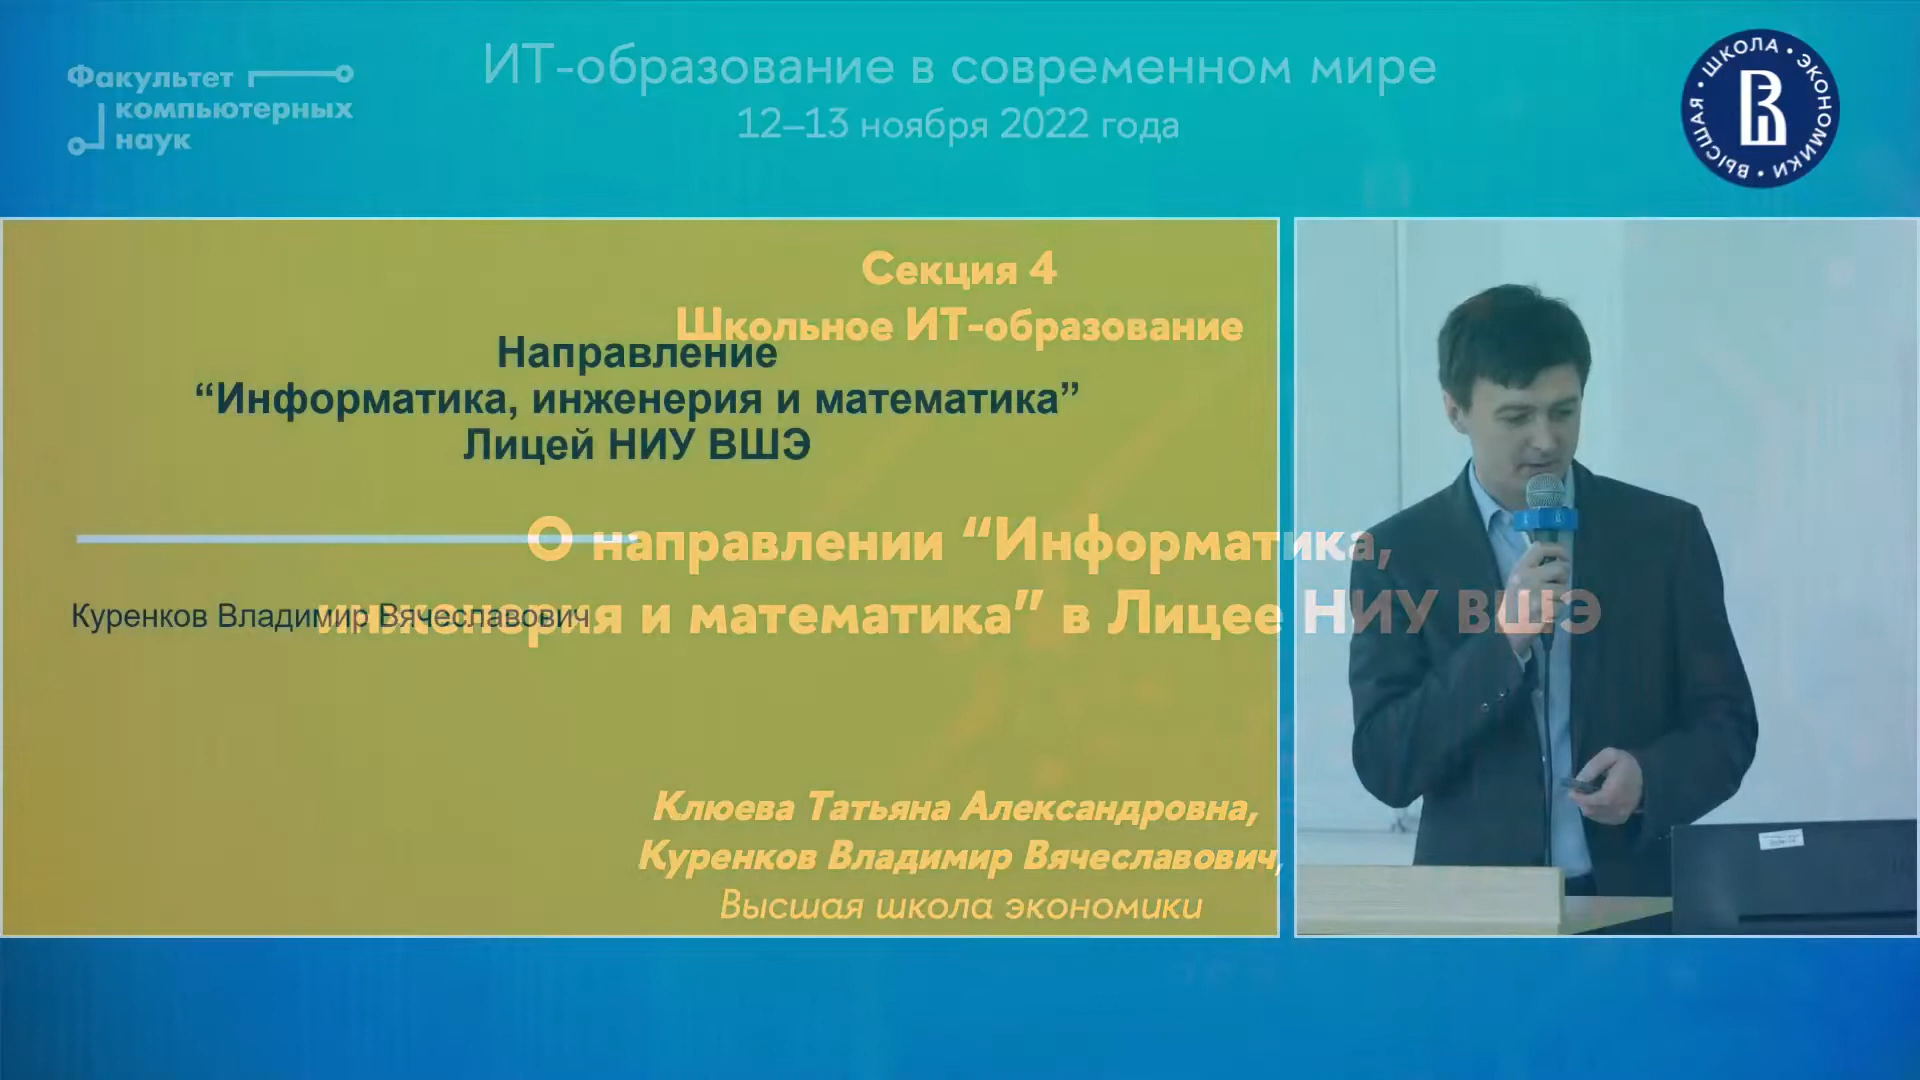 Факультет
компьютерных
наук
ИТ-образование в современном мире
12–13 ноября 2022 года
ВЫСШАЯ • ШКОЛА • ЭКОНОМИКИ •
Секция 4
Школьное ИТ-образование
Направление
“Информатика, инженерия и математика”
Лицей НИУ ВШЭ
О направлении “Информатика,
инженерия и математика” в Лицее НИУ ВШЭ
Куренков Владимир Вячеславович
Клюева Татьяна Александровна,
Куренков Владимир Вячеславович,
Высшая школа экономики